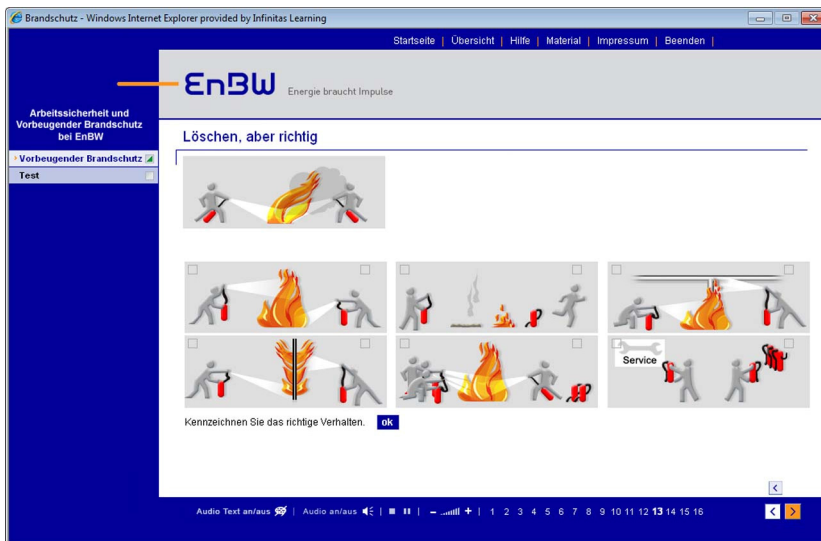 Brandschutz - Windows Internet Explorer provided by Infinitas Learning
Startseite | Übersicht | Hilfe | Material | Impressum | Beenden |
EnBW
Energie braucht Impulse
Arbeitssicherheit und
Vorbeugender Brandschutz
bei EnBW
Vorbeugender Brandschutz
Test
Löschen, aber richtig
Service
Kennzeichnen Sie das richtige Verhalten. ok
Audio Text an/aus | Audio an/aus | | | 1 2 3 4 5 6 7 8 9 10 11 12 13 14 15 16